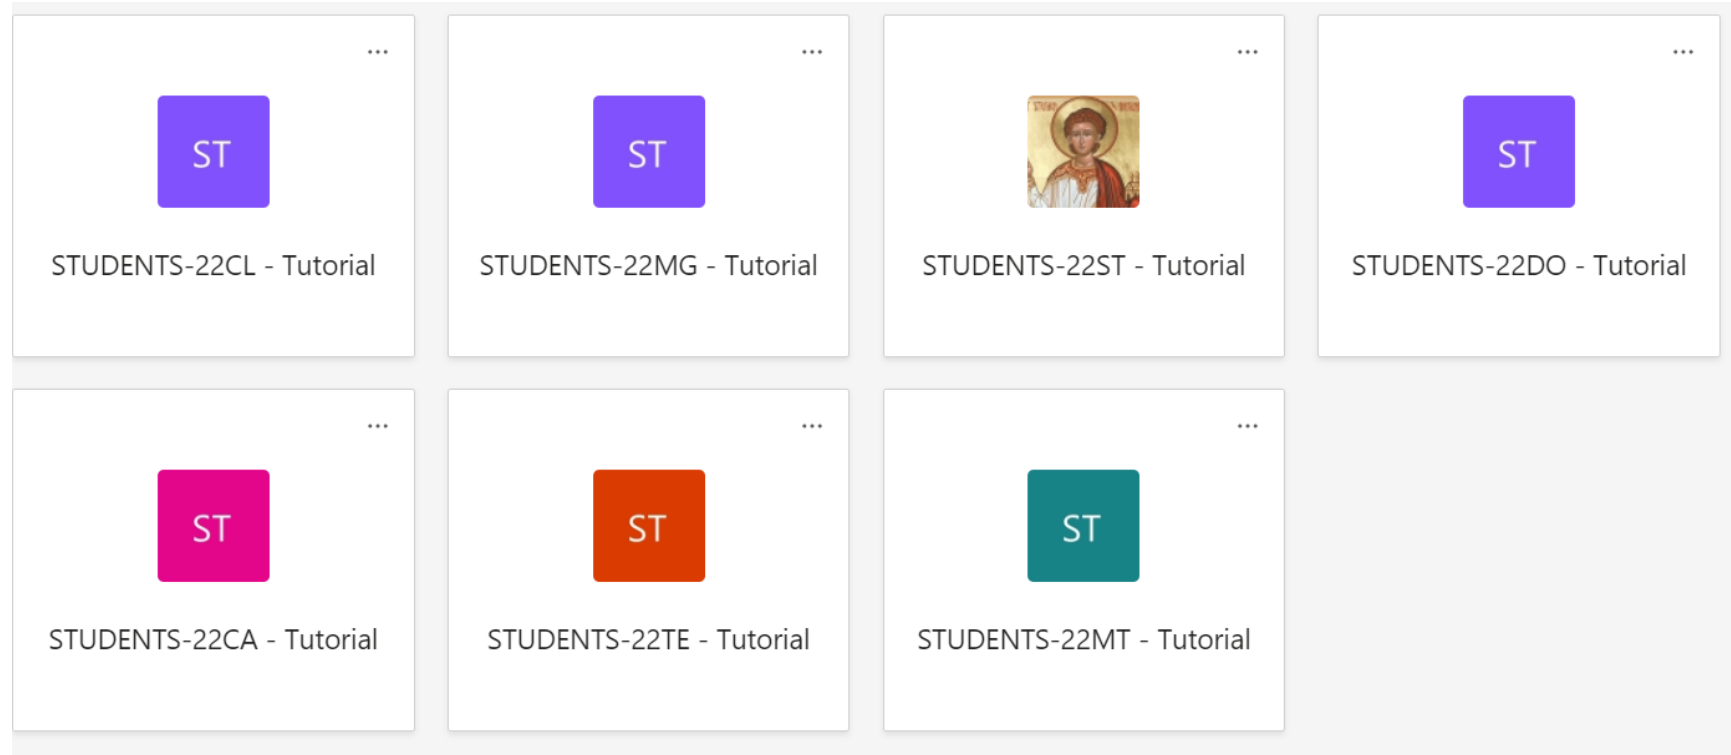 ST
STUDENTS-22CL - Tutorial
ST
STUDENTS-22MG - Tutorial
STUDENTS-22ST - Tutorial
ST
STUDENTS-22DO - Tutorial
ST
STUDENTS-22CA - Tutorial
ST
STUDENTS-22TE - Tutorial
ST
STUDENTS-22MT - Tutorial